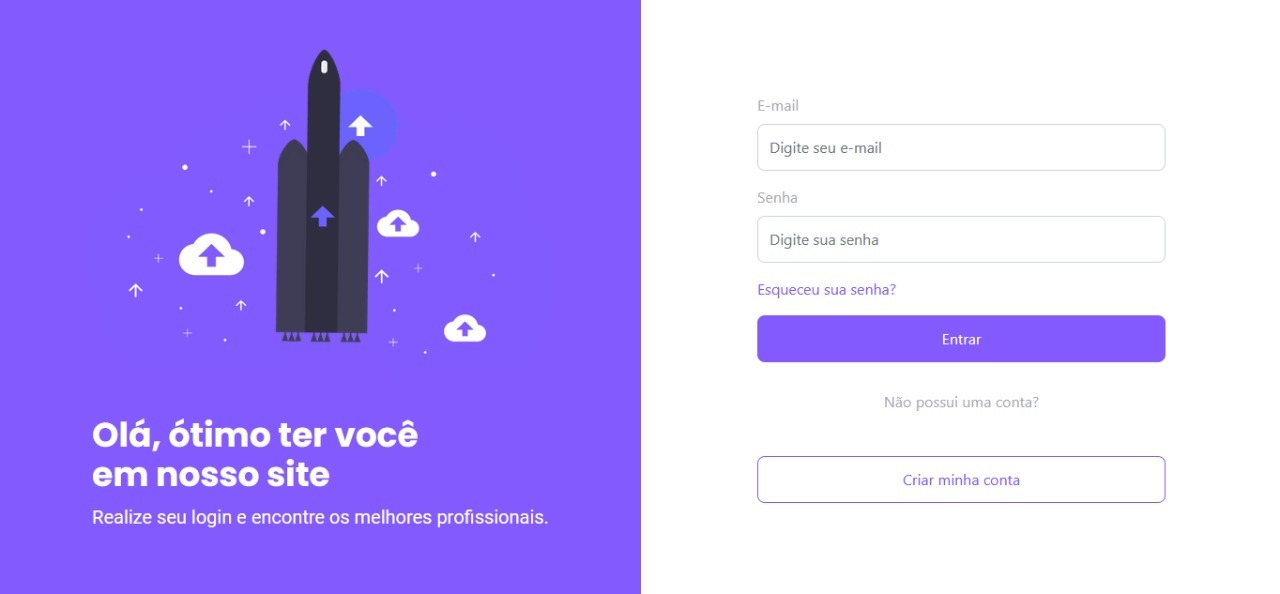 Olá, ótimo ter você
em nosso site
Realize seu login e encontre os melhores profissionais.
E-mail
Digite seu e-mail
Senha
Digite sua senha
Esqueceu sua senha?
Entrar
Não possui uma conta?
Criar minha conta